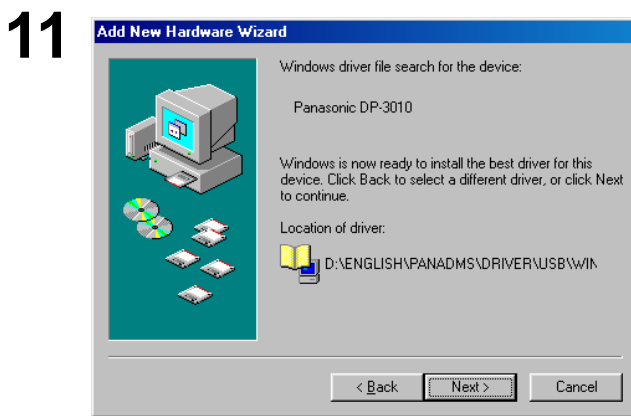 11
Add New Hardware Wizard
Windows driver file search for the device:
Panasonic DP-3010
Windows is now ready to install the best driver for this
device. Click Back to select a different driver, or click Next
to continue.
Location of driver:
D:\ENGLISH\PANADMS\DRIVER\USB\WIN
< Back
Next >
Cancel